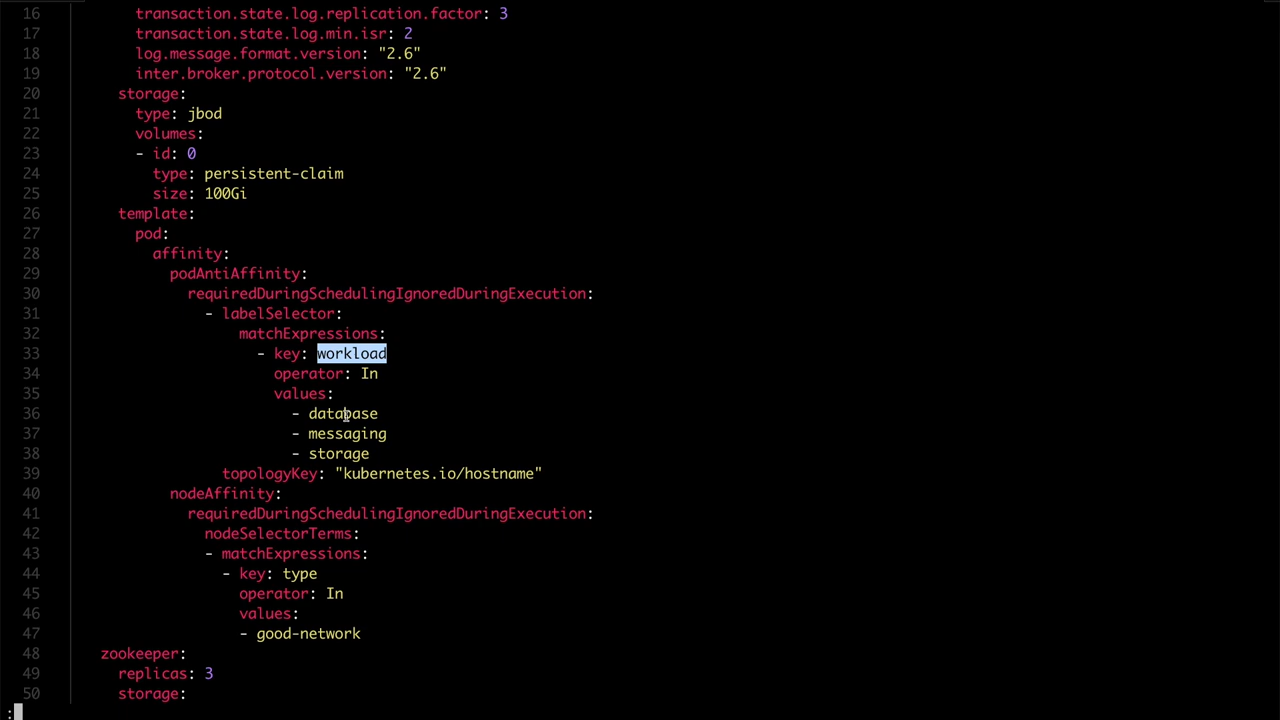 16 transaction.state.log.replication.factor: 3
17 transaction.state.log.min.isr: 2
18 log.message.format.version: "2.6"
19 inter.broker.protocol.version: "2.6"
20 storage:
21 type: jbod
22 volumes:
23 - id: 0
24 type: persistent-claim
25 size: 100Gi
26 template:
27 pod:
28 affinity:
29 podAntiAffinity:
30 requiredDuringSchedulingIgnoredDuringExecution:
31 - labelSelector:
32 matchExpressions:
33 - key: workload
34 operator: In
35 values:
36 - database
37 - messaging
38 - storage
39 topologyKey: "kubernetes.io/hostname"
40 nodeAffinity:
41 requiredDuringSchedulingIgnoredDuringExecution:
42 nodeSelectorTerms:
43 - matchExpressions:
44 - key: type
45 operator: In
46 values:
47 - good-network
48 zookeeper:
49 replicas: 3
50 storage:
: